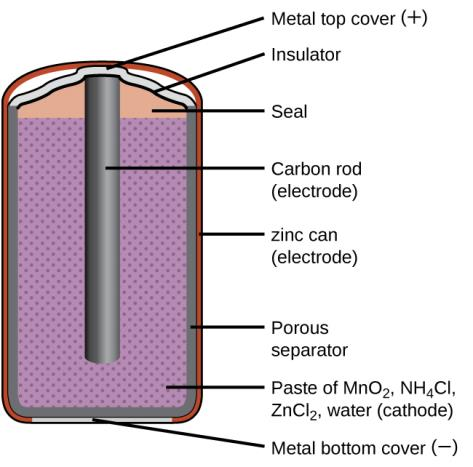 Metal top cover (+)
Insulator
Seal
Carbon rod
(electrode)
zinc can
(electrode)
Porous
separator
Paste of MnO₂, NH₄Cl,
ZnCl₂, water (cathode)
Metal bottom cover (−)